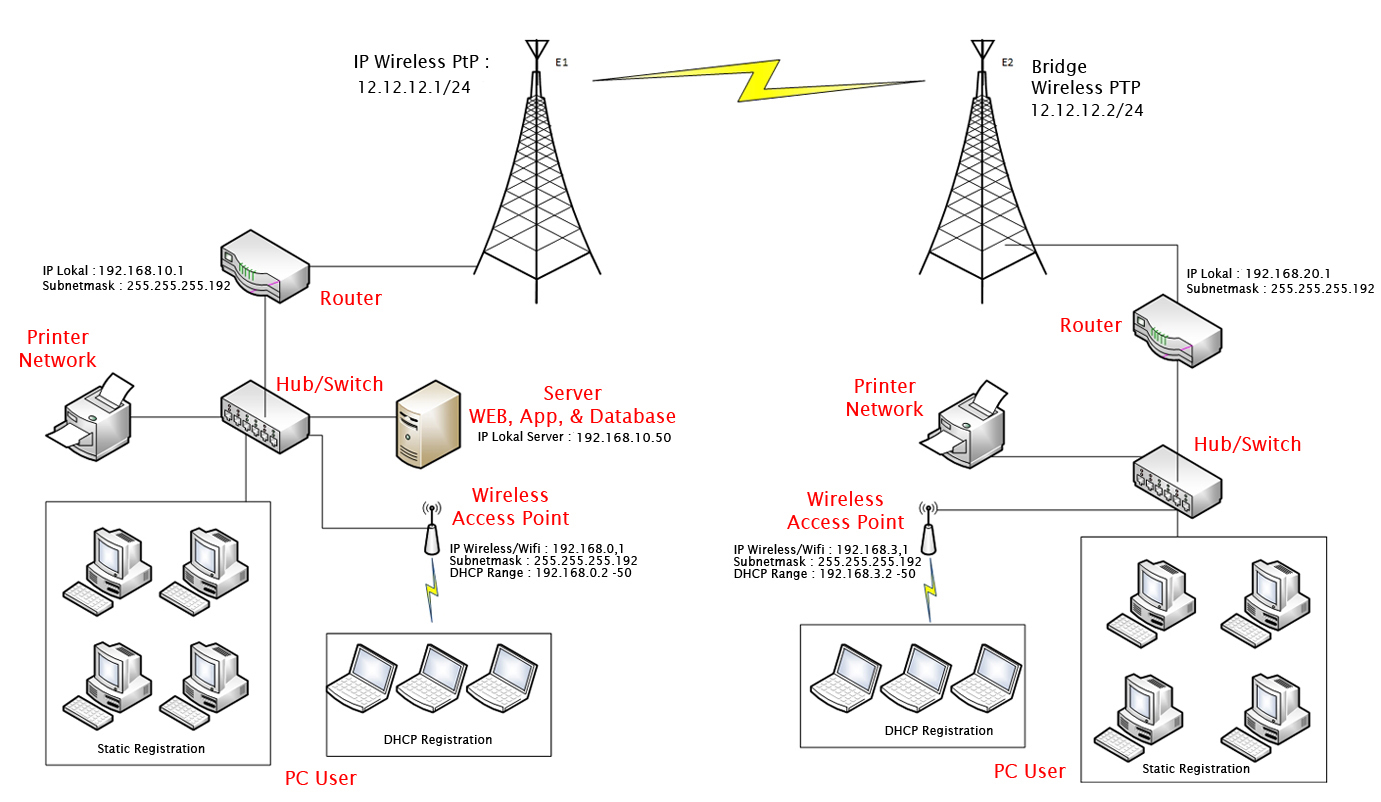 IP Wireless PtP :
12.12.12.1/24
E1
E2
Bridge
Wireless PTP
12.12.12.2/24
IP Lokal : 192.168.10.1
Subnetmask : 255.255.255.192
Router
Printer
Network
Hub/Switch
Server
WEB, App, & Database
IP Lokal Server : 192.168.10.50
Wireless
Access Point
IP Wireless/Wifi : 192.168.0,1
Subnetmask : 255.255.255.192
DHCP Range : 192.168.0.2 -50
Static Registration
DHCP Registration
PC User
IP Lokal : 192.168.20.1
Subnetmask : 255.255.255.192
Router
Printer
Network
Hub/Switch
Wireless
Access Point
IP Wireless/Wifi : 192.168.3,1
Subnetmask : 255.255.255.192
DHCP Range : 192.168.3.2 -50
DHCP Registration
Static Registration
PC User